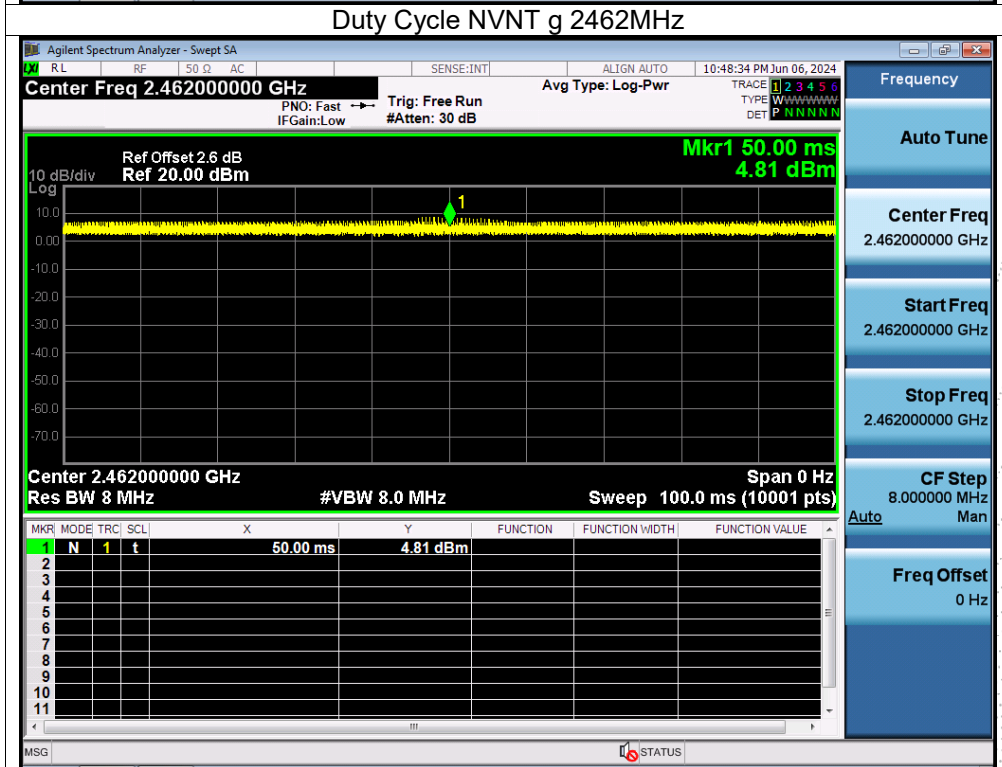 Duty Cycle NVNT g 2462MHz
Agilent Spectrum Analyzer - Swept SA
LXI RL RF 50 Ω AC SENSE:INT ALIGN AUTO 10:48:34 PM Jun 06, 2024
Center Freq 2.462000000 GHz
PNO: Fast
IFGain:Low
Trig: Free Run
#Atten: 30 dB
Avg Type: Log-Pwr
TRACE 1 2 3 4 5 6
TYPE WWWWWW
DET P N N N N N
Mkr1 50.00 ms
4.81 dBm
Ref Offset 2.6 dB
10 dB/div Ref 20.00 dBm
Log
1
10.0
0.00
-10.0
-20.0
-30.0
-40.0
-50.0
-60.0
-70.0
Center 2.462000000 GHz Span 0 Hz
Res BW 8 MHz #VBW 8.0 MHz Sweep 100.0 ms (10001 pts)
MKR MODE TRC SCL X Y FUNCTION FUNCTION WIDTH FUNCTION VALUE
1 N 1 t 50.00 ms 4.81 dBm
2
3
4
5
6
7
8
9
10
11
MSG STATUS
Frequency
Auto Tune
Center Freq
2.462000000 GHz
Start Freq
2.462000000 GHz
Stop Freq
2.462000000 GHz
CF Step
8.000000 MHz
Auto Man
Freq Offset
0 Hz